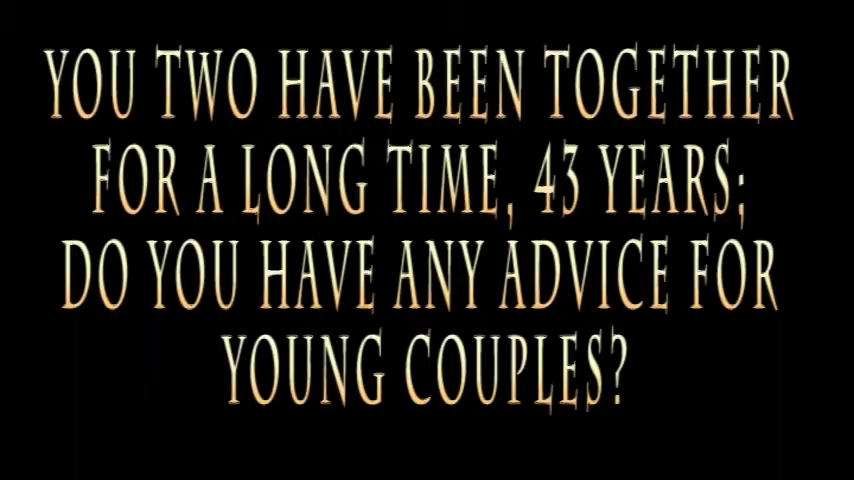 YOU TWO HAVE BEEN TOGETHER
FOR A LONG TIME, 43 YEARS;
DO YOU HAVE ANY ADVICE FOR
YOUNG COUPLES?